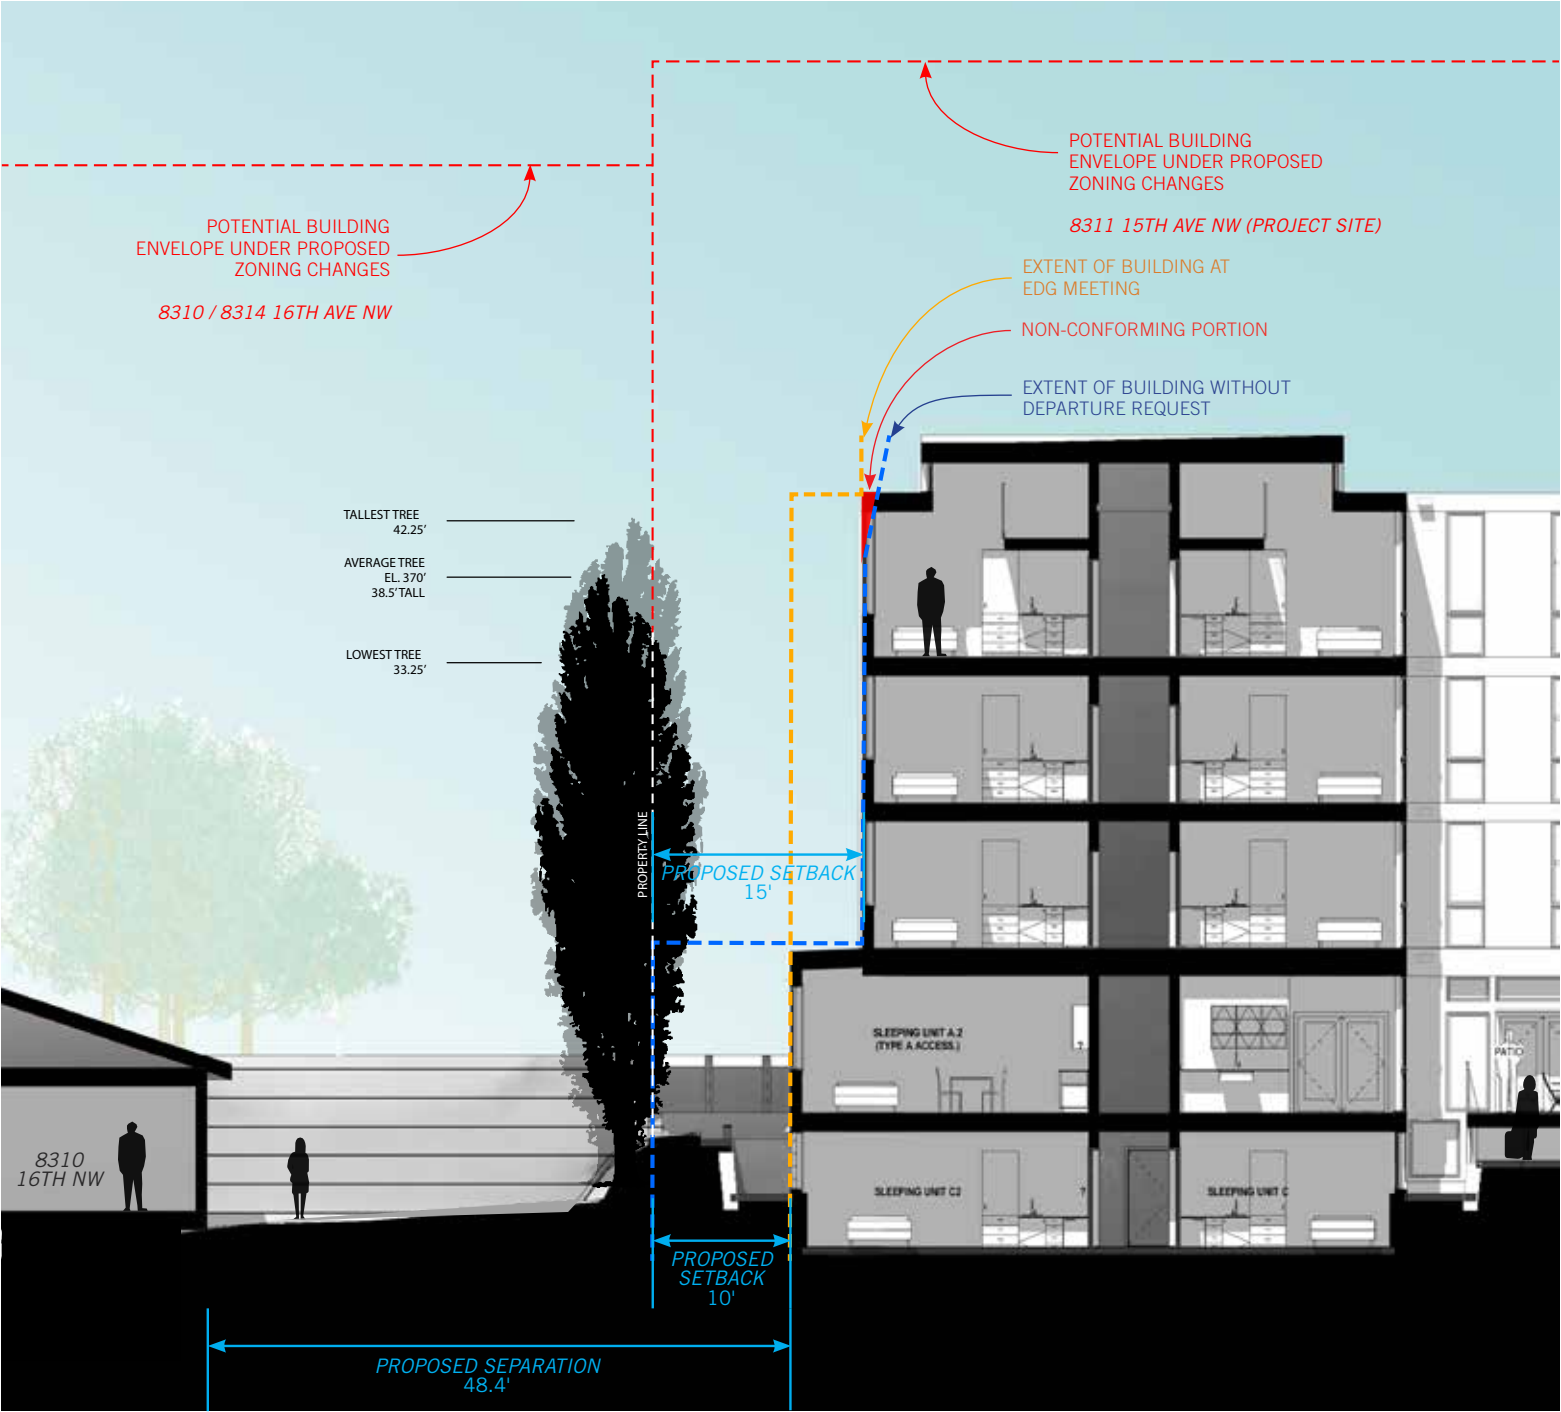 POTENTIAL BUILDING
ENVELOPE UNDER PROPOSED
ZONING CHANGES
8311 15TH AVE NW (PROJECT SITE)
POTENTIAL BUILDING
ENVELOPE UNDER PROPOSED
ZONING CHANGES
8310 / 8314 16TH AVE NW
EXTENT OF BUILDING AT
EDG MEETING
NON-CONFORMING PORTION
EXTENT OF BUILDING WITHOUT
DEPARTURE REQUEST
TALLEST TREE
42.25'
AVERAGE TREE
EL. 370'
38.5' TALL
LOWEST TREE
33.25'
PROPERTY LINE
PROPOSED SETBACK
15'
SLEEPING UNIT A.2
(TYPE A ACCESS.)
?
PATIO
8310
16TH NW
SLEEPING UNIT C2
?
SLEEPING UNIT C
PROPOSED
SETBACK
10'
PROPOSED SEPARATION
48.4'